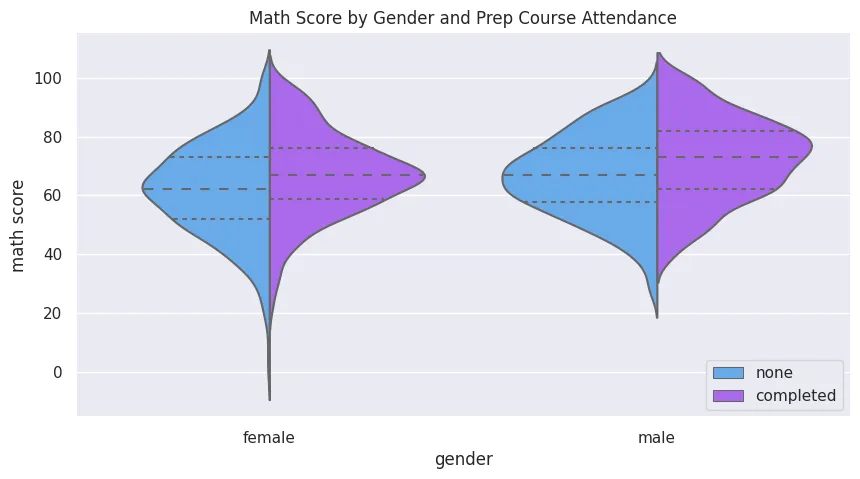 Math Score by Gender and Prep Course Attendance
math score
100
80
60
40
20
0
none
completed
female
male
gender